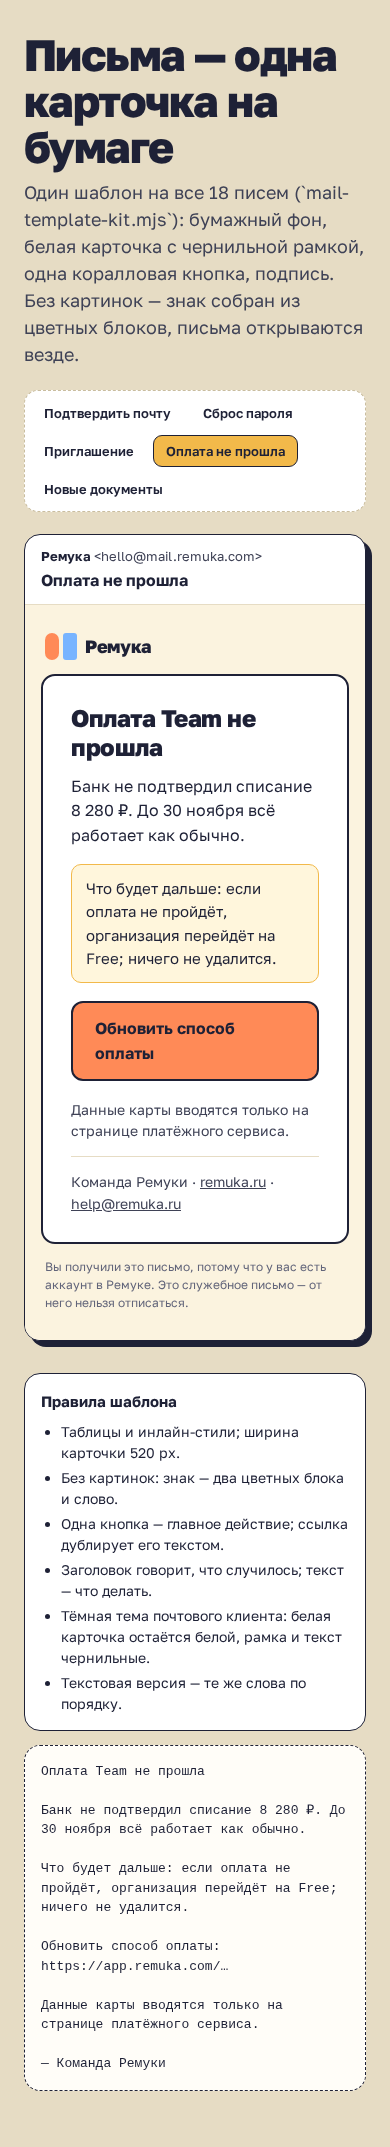 Письма — одна
карточка на
бумаге
Один шаблон на все 18 писем (`mail-
template-kit.mjs`): бумажный фон,
белая карточка с чернильной рамкой,
одна коралловая кнопка, подпись.
Без картинок — знак собран из
цветных блоков, письма открываются
везде.
Подтвердить почту Сброс пароля
Приглашение Оплата не прошла
Новые документы
Ремука <hello@mail.remuka.com>
Оплата не прошла
Ремука
Оплата Team не
прошла
Банк не подтвердил списание
8 280 ₽. До 30 ноября всё
работает как обычно.
Что будет дальше: если
оплата не пройдёт,
организация перейдёт на
Free; ничего не удалится.
Обновить способ
оплаты
Данные карты вводятся только на
странице платёжного сервиса.
Команда Ремуки · remuka.ru ·
help@remuka.ru
Вы получили это письмо, потому что у вас есть
аккаунт в Ремуке. Это служебное письмо — от
него нельзя отписаться.
Правила шаблона
• Таблицы и инлайн-стили; ширина
карточки 520 px.
• Без картинок: знак — два цветных блока
и слово.
• Одна кнопка — главное действие; ссылка
дублирует его текстом.
• Заголовок говорит, что случилось; текст
— что делать.
• Тёмная тема почтового клиента: белая
карточка остаётся белой, рамка и текст
чернильные.
• Текстовая версия — те же слова по
порядку.
Оплата Team не прошла
Банк не подтвердил списание 8 280 ₽. До
30 ноября всё работает как обычно.
Что будет дальше: если оплата не
пройдёт, организация перейдёт на Free;
ничего не удалится.
Обновить способ оплаты:
https://app.remuka.com/…
Данные карты вводятся только на
странице платёжного сервиса.
— Команда Ремуки